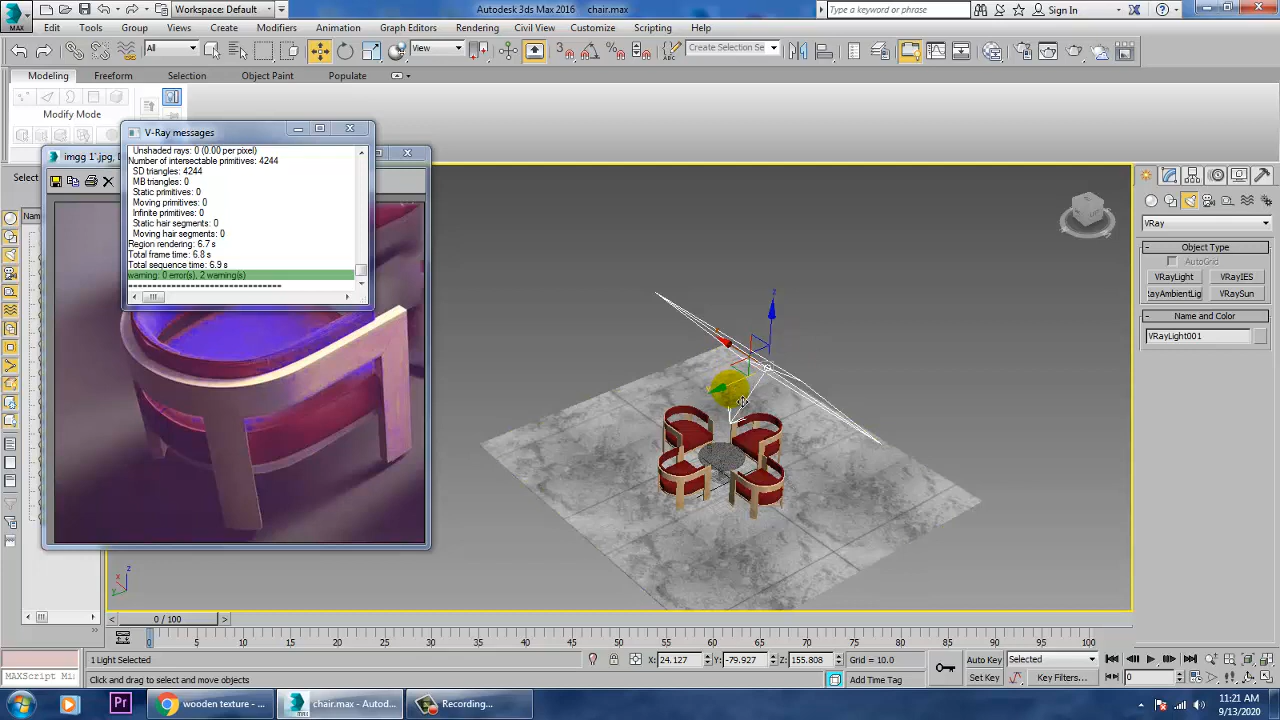 Workspace: Default
Autodesk 3ds Max 2016
chair.max
Type a keyword or phrase
Sign In
MAX
Edit
Tools
Group
Views
Create
Modifiers
Animation
Graph Editors
Rendering
Civil View
Customize
Scripting
Help
All
View
Create Selection Se
Modeling
Freeform
Selection
Object Paint
Populate
Modify Mode
V-Ray messages
imgg 1'.jpg,
Unshaded rays: 0 (0.00 per pixel)
Number of intersectable primitives: 4244
SD triangles: 4244
MB triangles: 0
Static primitives: 0
Moving primitives: 0
Infinite primitives: 0
Static hair segments: 0
Moving hair segments: 0
Region rendering: 6.7 s
Total frame time: 6.8 s
Total sequence time: 6.9 s
warning: 0 error(s), 2 warning(s)
================================
Select
VRay
Object Type
AutoGrid
VRayLight
VRayIES
RayAmbientLig
VRaySun
Name and Color
VRayLight001
z
z
x
y
0 / 100
0 5 10 15 20 25 30 35 40 45 50 55 60 65 70 75 80 85 90 95 100
1 Light Selected
X: 24.127
Y: -79.927
Z: 155.808
Grid = 10.0
Auto Key
Selected
MAXScript Mi
Click and drag to select and move objects
Add Time Tag
Set Key
Key Filters...
0
Pr
wooden texture - ...
chair.max - Autod...
Recording...
11:21 AM
9/13/2020